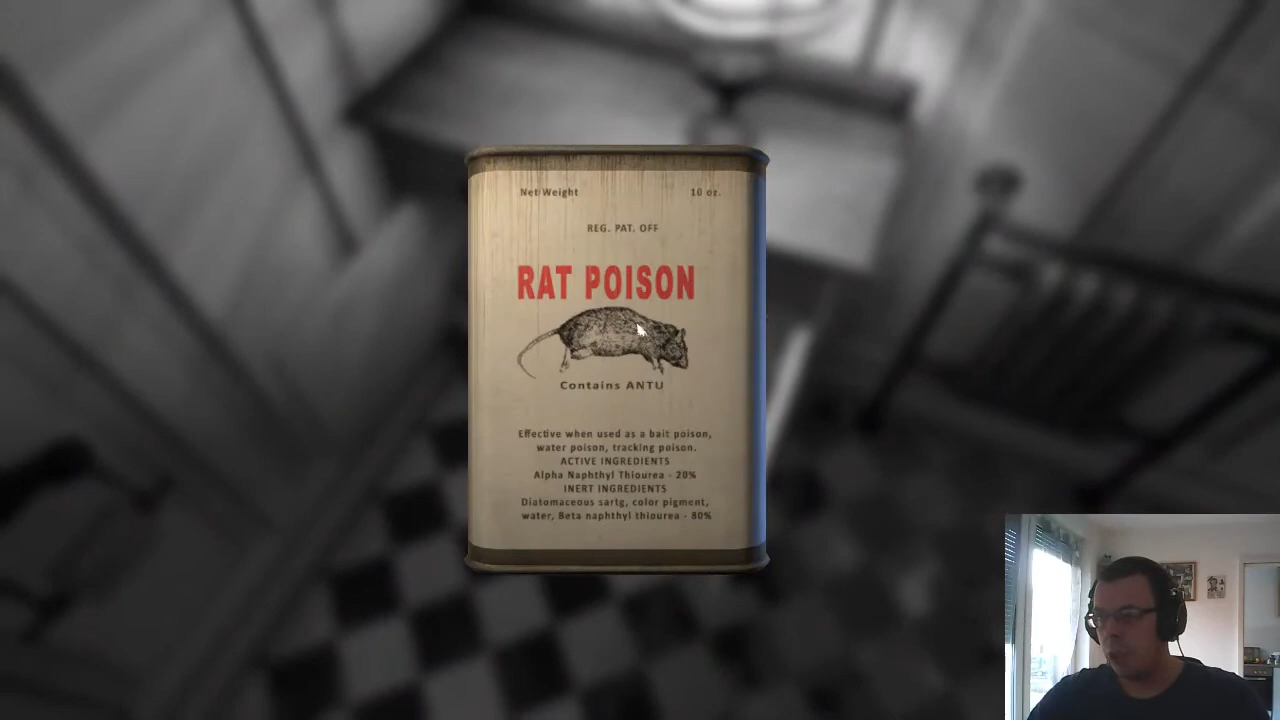 Net Weight 10 oz.
REG. PAT. OFF
RAT POISON
Contains ANTU
Effective when used as a bait poison,
water poison, tracking poison.
ACTIVE INGREDIENTS
Alpha Naphthyl Thiourea - 20%
INERT INGREDIENTS
Diatomaceous sartg, color pigment,
water, Beta naphthyl thiourea - 80%